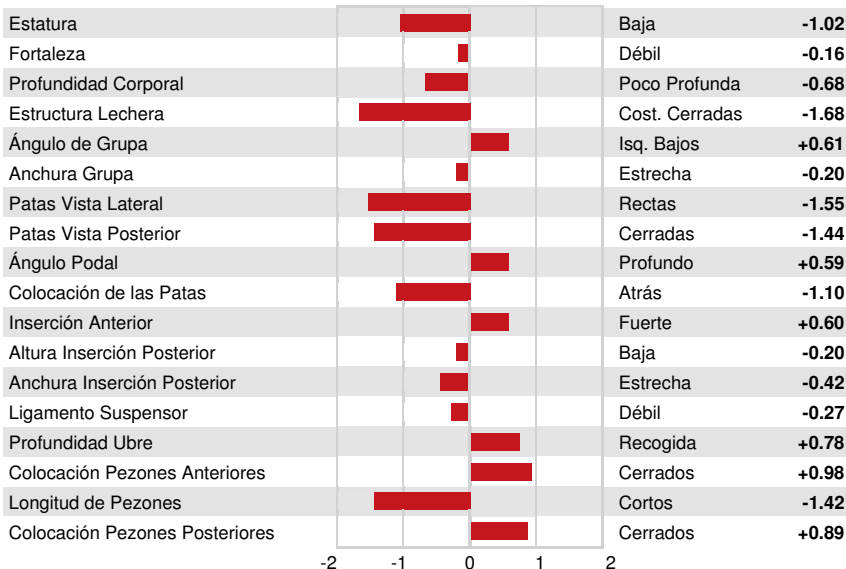 Estatura Baja -1.02
Fortaleza Débil -0.16
Profundidad Corporal Poco Profunda -0.68
Estructura Lechera Cost. Cerradas -1.68
Ángulo de Grupa Isq. Bajos +0.61
Anchura Grupa Estrecha -0.20
Patas Vista Lateral Rectas -1.55
Patas Vista Posterior Cerradas -1.44
Ángulo Podal Profundo +0.59
Colocación de las Patas Atrás -1.10
Inserción Anterior Fuerte +0.60
Altura Inserción Posterior Baja -0.20
Anchura Inserción Posterior Estrecha -0.42
Ligamento Suspensor Débil -0.27
Profundidad Ubre Recogida +0.78
Colocación Pezones Anteriores Cerrados +0.98
Longitud de Pezones Cortos -1.42
Colocación Pezones Posteriores Cerrados +0.89
-2 -1 0 1 2